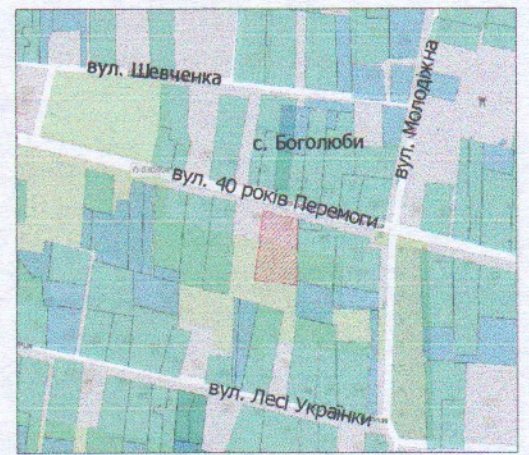 вул. Шевченка
вул. Молодіжна
с. Боголюби
вул. 40 років Перемоги
вул. Лесі Українки